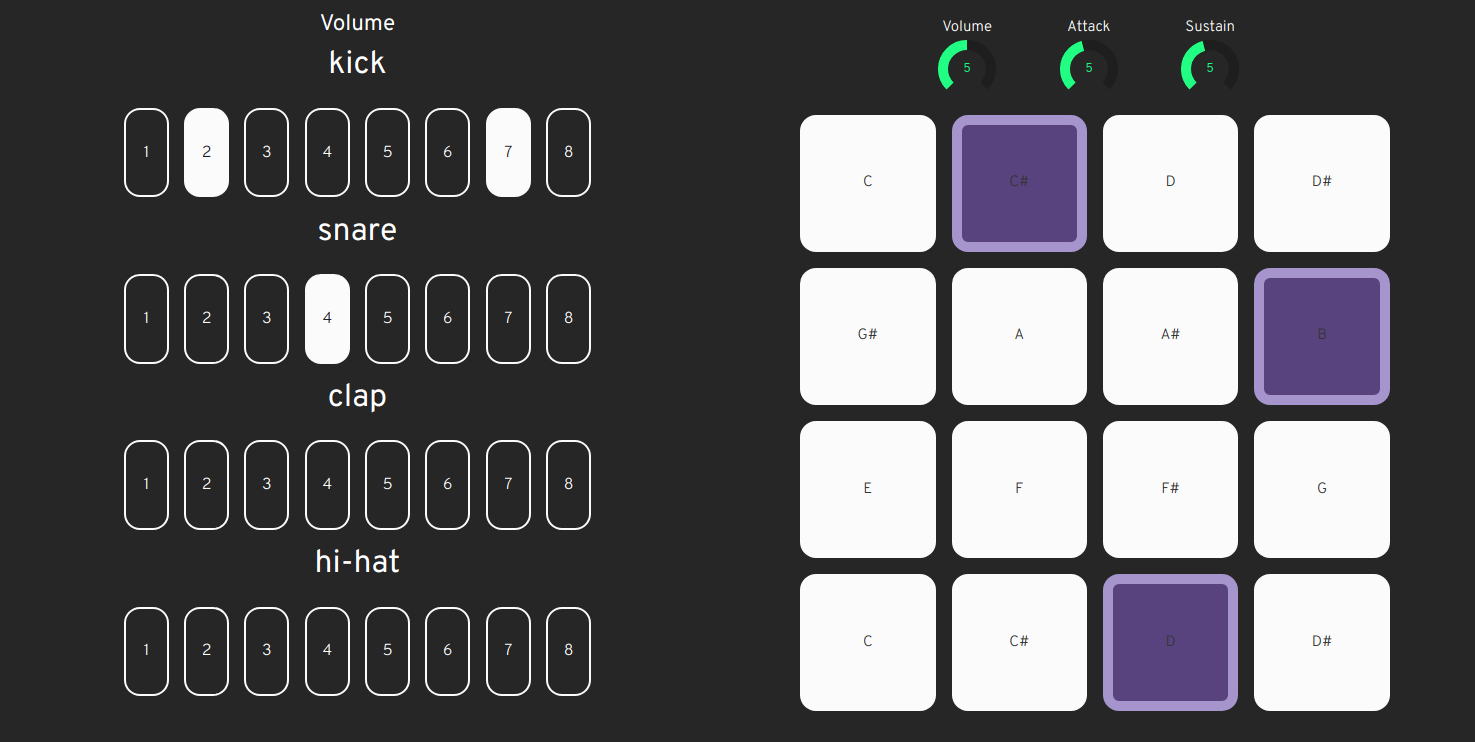 Volume
kick
1 2 3 4 5 6 7 8
snare
1 2 3 4 5 6 7 8
clap
1 2 3 4 5 6 7 8
hi-hat
1 2 3 4 5 6 7 8
Volume Attack Sustain
5 5 5
C C# D D#
G# A A# B
E F F# G
C C# D D#